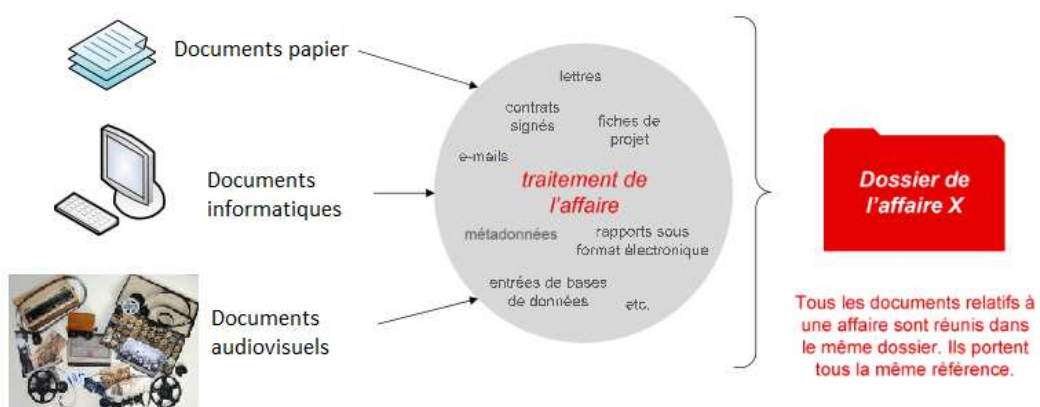 Documents papier
Documents
informatiques
Documents
audiovisuels
lettres
contrats
signés
fiches de
projet
e-mails
traitement de
l'affaire
métadonnées
rapports sous
format électronique
entrées de bases
de données
etc.
Dossier de
l'affaire X
Tous les documents relatifs à
une affaire sont réunis dans
le même dossier. Ils portent
tous la même référence.